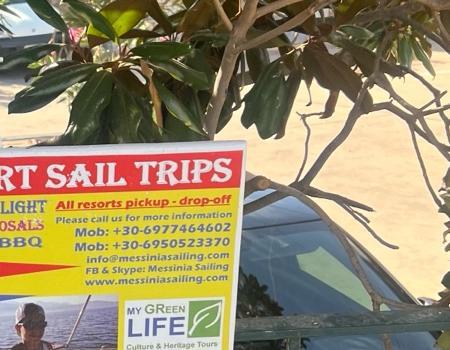 RT SAIL TRIPS
LIGHT
All resorts pickup - drop-off
OSALS
Please call us for more information
BBQ
Mob: +30-6977464602
Mob: +30-6950523370
info@messiniasailing.com
FB & Skype: Messinia Sailing
www.messiniasailing.com
MY GReen
LIFE
Culture & Heritage Tours